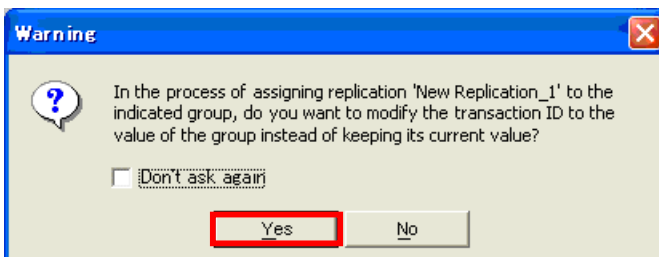 Warning
In the process of assigning replication 'New Replication_1' to the
indicated group, do you want to modify the transaction ID to the
value of the group instead of keeping its current value?
Don't ask again
Yes
No